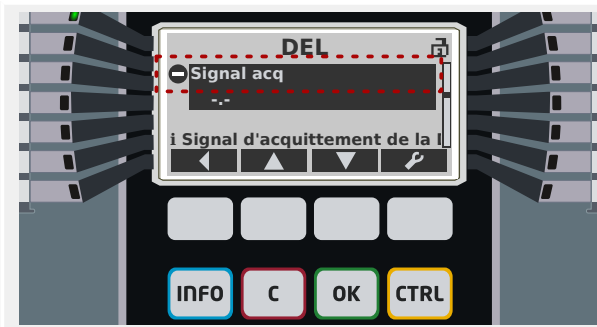 DEL
Signal acq
-.-
i Signal d'acquittement de la
INFO C OK CTRL